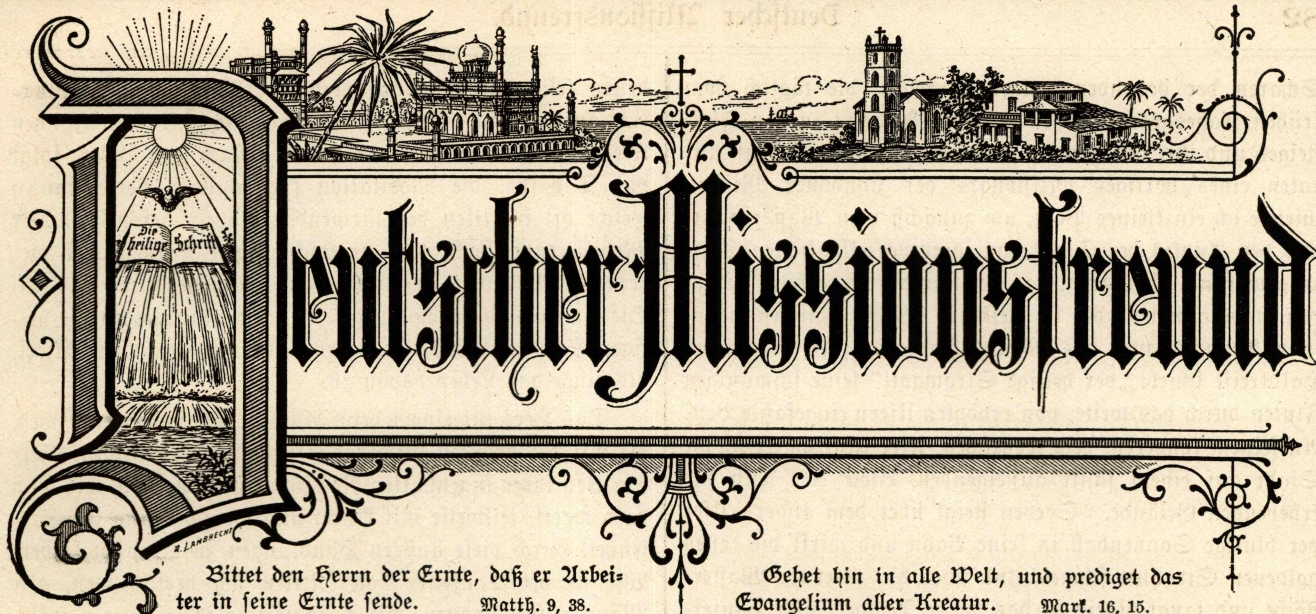 Deutscher Missionsfreund
Die
heilige Schrift
A. LAMBRECHT
Bittet den Herrn der Ernte, daß er Arbei-
ter in seine Ernte sende. Matth. 9, 38.
Gehet hin in alle Welt, und prediget das
Evangelium aller Kreatur. Mark. 16, 15.